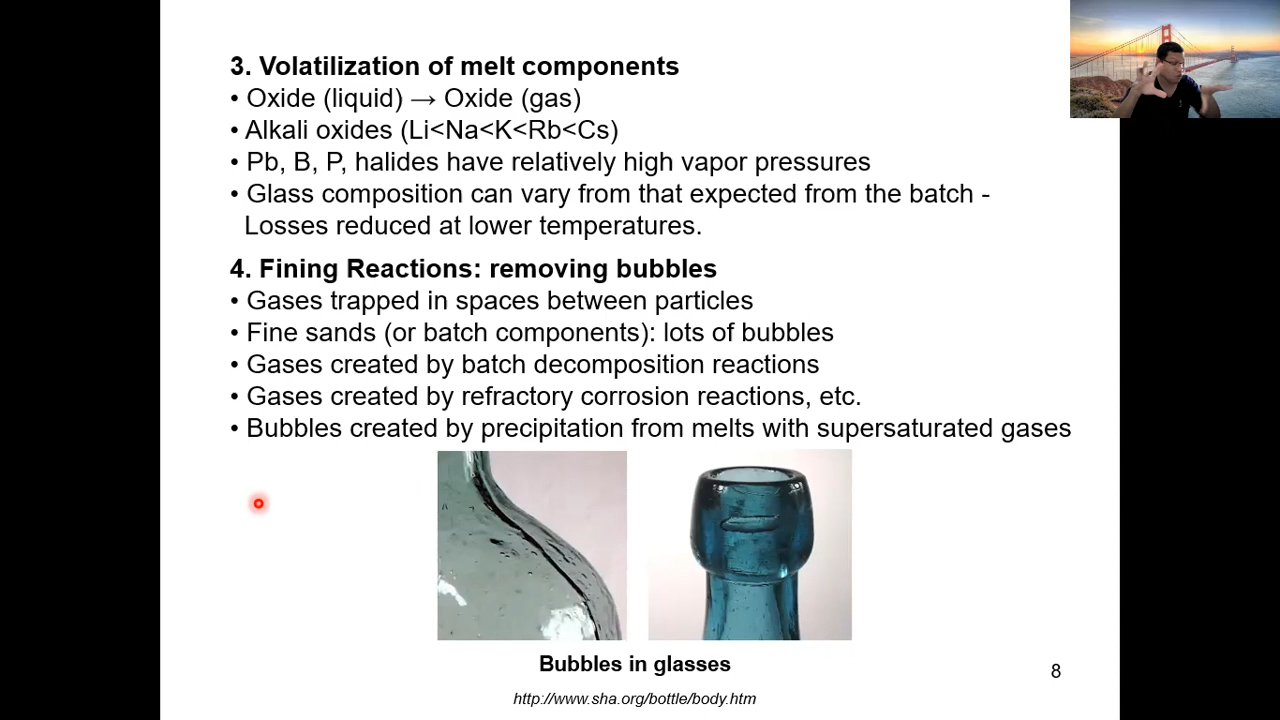 3. Volatilization of melt components
• Oxide (liquid) → Oxide (gas)
• Alkali oxides (Li<Na<K<Rb<Cs)
• Pb, B, P, halides have relatively high vapor pressures
• Glass composition can vary from that expected from the batch -
Losses reduced at lower temperatures.
4. Fining Reactions: removing bubbles
• Gases trapped in spaces between particles
• Fine sands (or batch components): lots of bubbles
• Gases created by batch decomposition reactions
• Gases created by refractory corrosion reactions, etc.
• Bubbles created by precipitation from melts with supersaturated gases
Bubbles in glasses
8
http://www.sha.org/bottle/body.htm